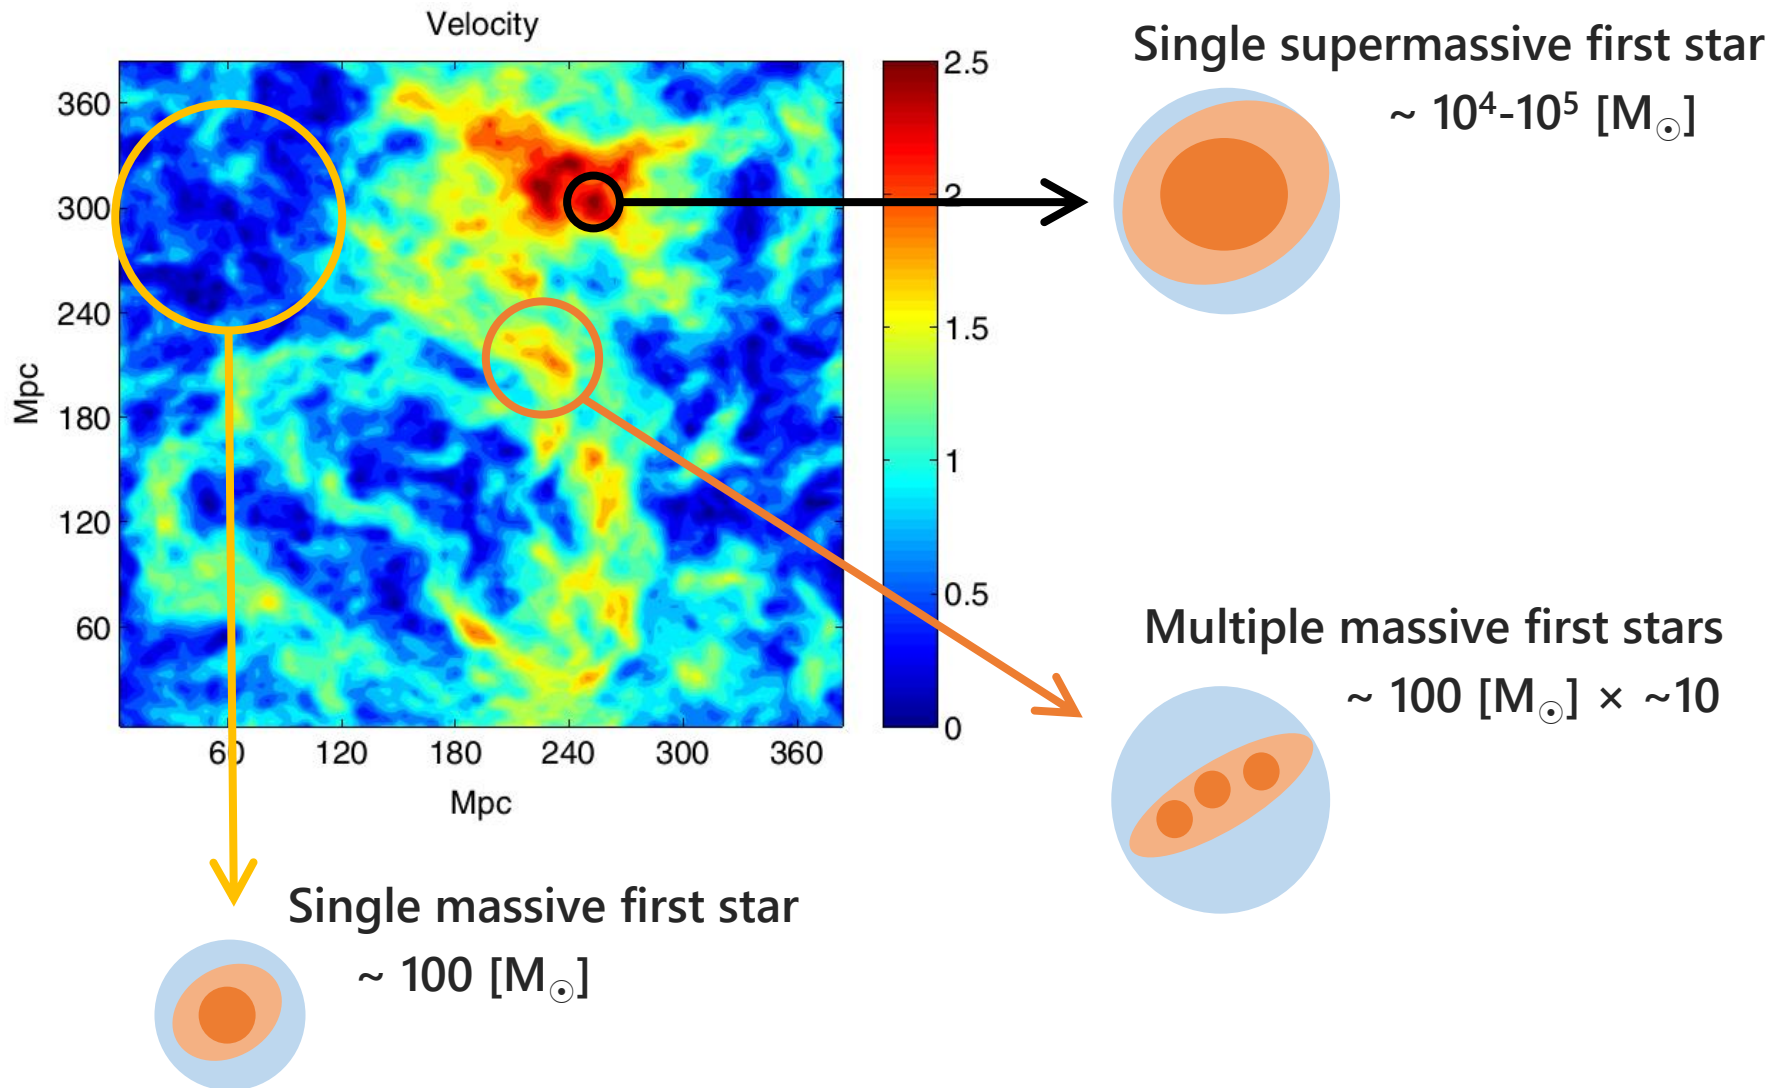 Velocity
Single supermassive first star
~ 10⁴-10⁵ [M☉]
360
300
240
180
120
60
Mpc
60 120 180 240 300 360
Mpc
2.5
2
1.5
1
0.5
0
Multiple massive first stars
~ 100 [M☉] × ~10
Single massive first star
~ 100 [M☉]